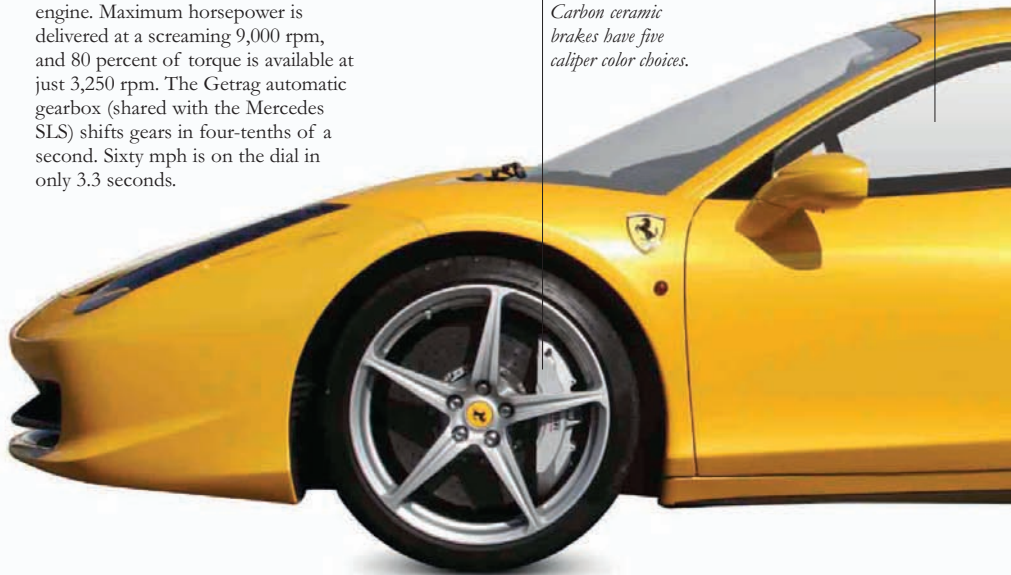 engine. Maximum horsepower is
delivered at a screaming 9,000 rpm,
and 80 percent of torque is available at
just 3,250 rpm. The Getrag automatic
gearbox (shared with the Mercedes
SLS) shifts gears in four-tenths of a
second. Sixty mph is on the dial in
only 3.3 seconds.
Carbon ceramic
brakes have five
caliper color choices.